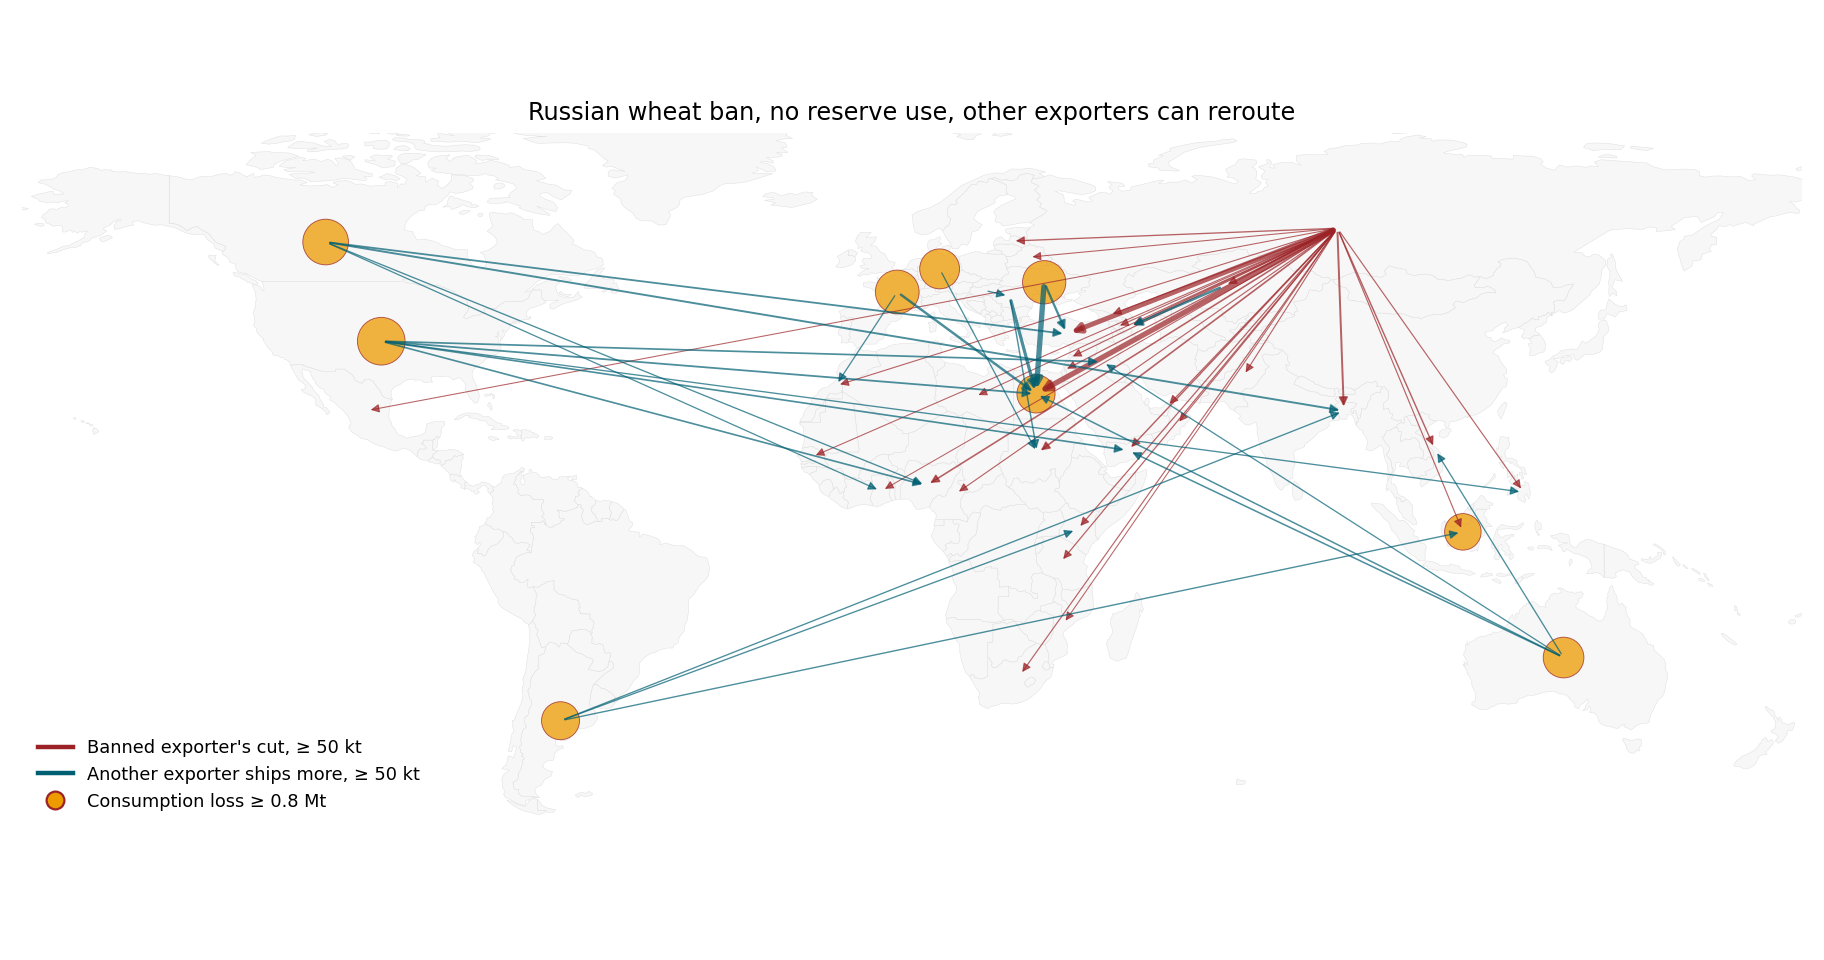 Russian wheat ban, no reserve use, other exporters can reroute
Banned exporter's cut, ≥ 50 kt
Another exporter ships more, ≥ 50 kt
Consumption loss ≥ 0.8 Mt